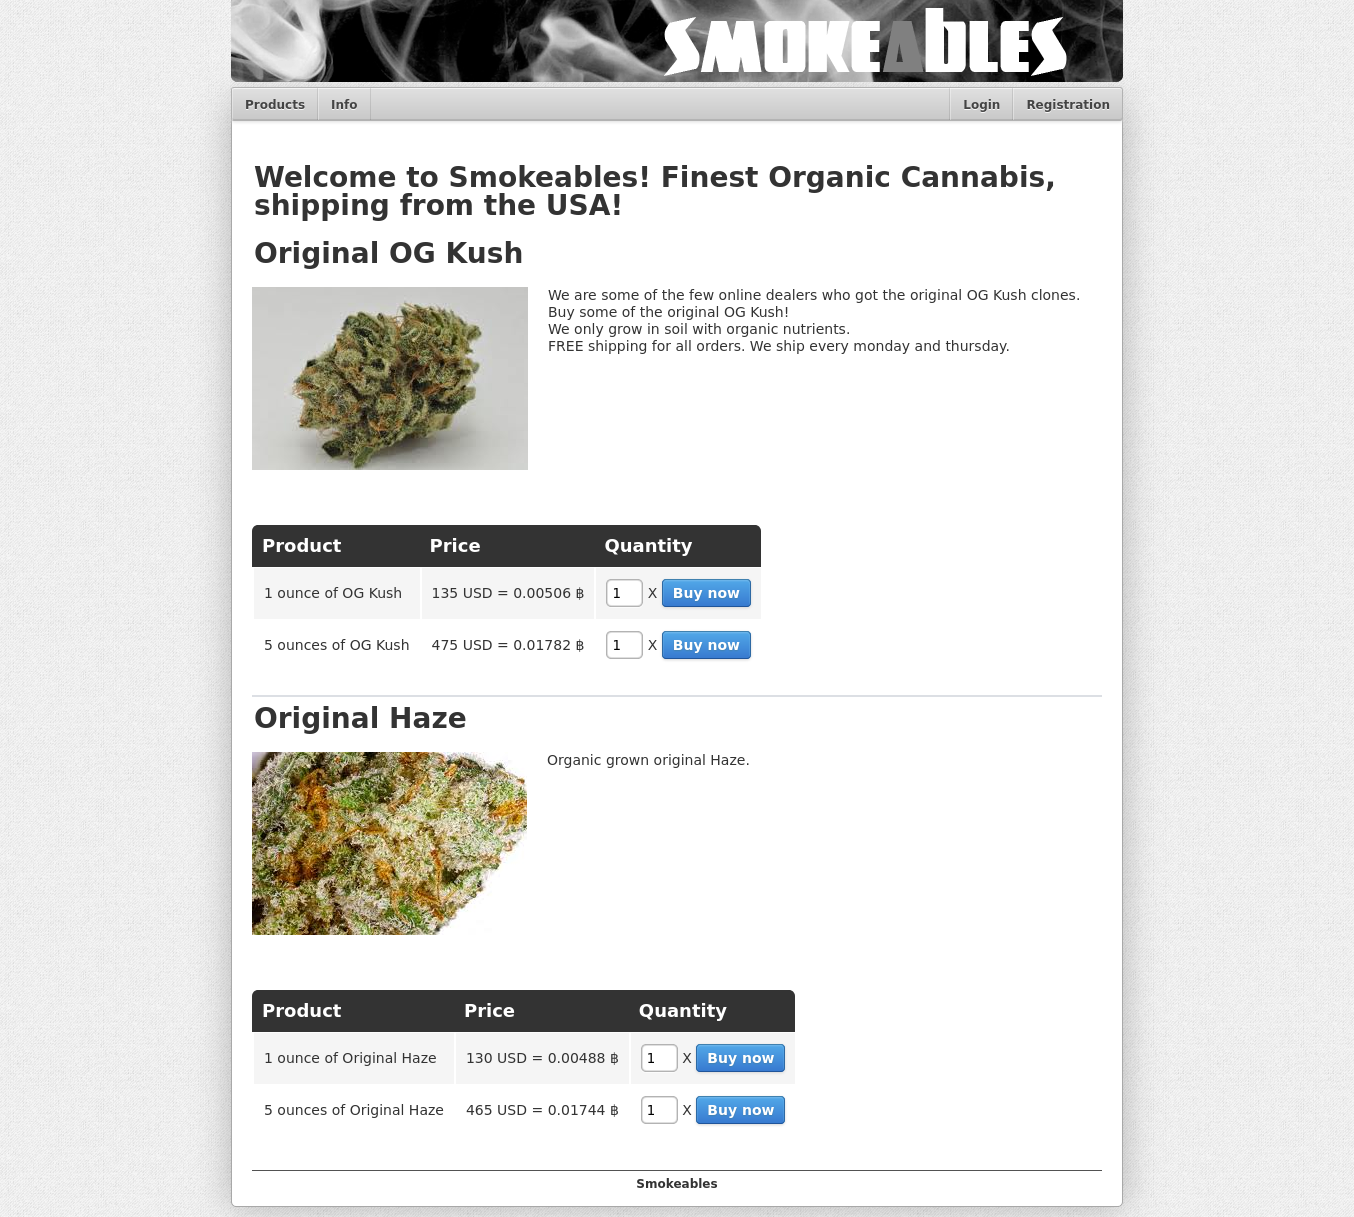 SMOKEABLES
Products Info Login Registration
Welcome to Smokeables! Finest Organic Cannabis,
shipping from the USA!
Original OG Kush
We are some of the few online dealers who got the original OG Kush clones.
Buy some of the original OG Kush!
We only grow in soil with organic nutrients.
FREE shipping for all orders. We ship every monday and thursday.
Product Price Quantity
1 ounce of OG Kush 135 USD = 0.00506 ฿ 1 X Buy now
5 ounces of OG Kush 475 USD = 0.01782 ฿ 1 X Buy now
Original Haze
Organic grown original Haze.
Product Price Quantity
1 ounce of Original Haze 130 USD = 0.00488 ฿ 1 X Buy now
5 ounces of Original Haze 465 USD = 0.01744 ฿ 1 X Buy now
Smokeables